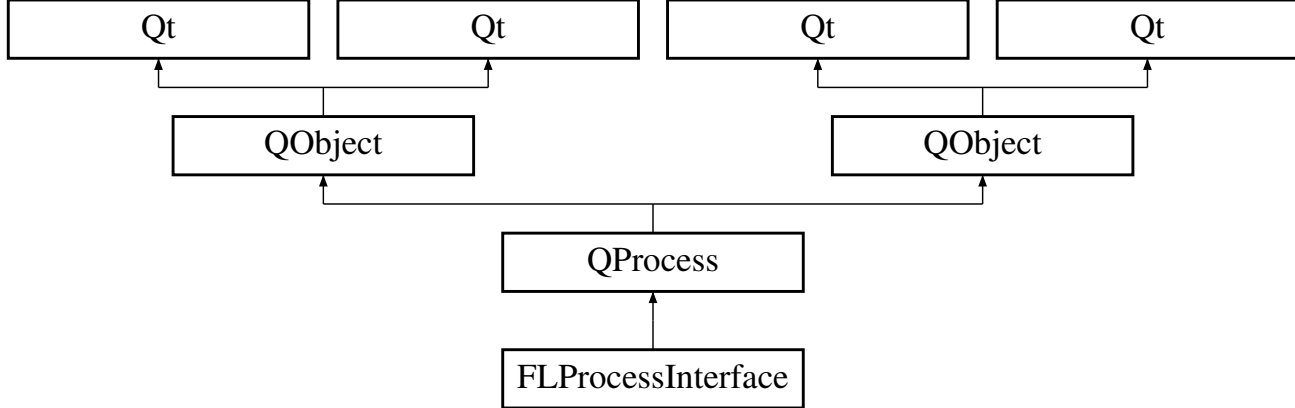 Qt Qt Qt Qt
QObject QObject
QProcess
FLProcessInterface